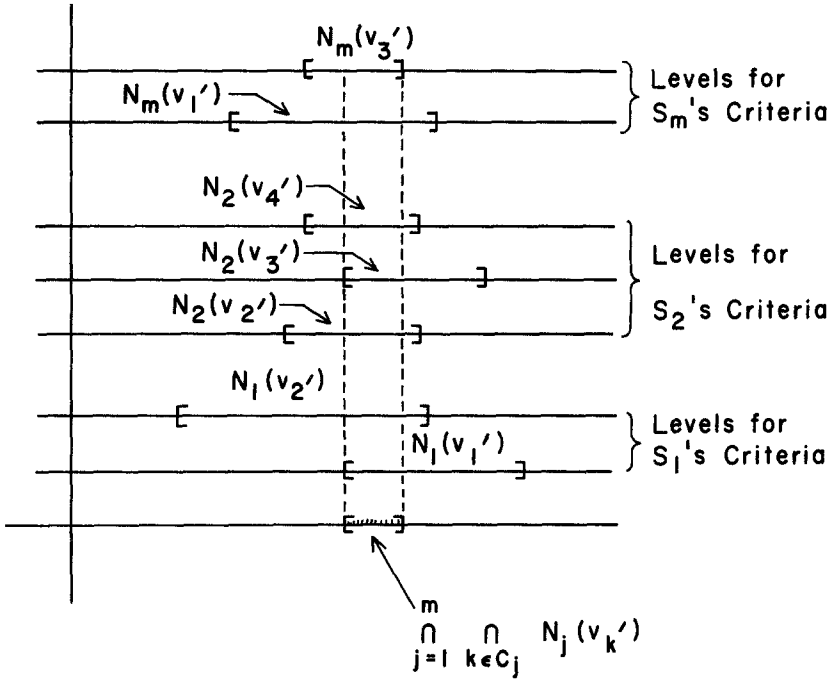 N_m(v_3')
Levels for
S_m's Criteria
N_m(v_1')
N_2(v_4')
N_2(v_3')
N_2(v_2')
Levels for
S_2's Criteria
N_1(v_2')
N_1(v_1')
Levels for
S_1's Criteria
m
∩ ∩ N_j(v_k')
j=1 k∈C_j